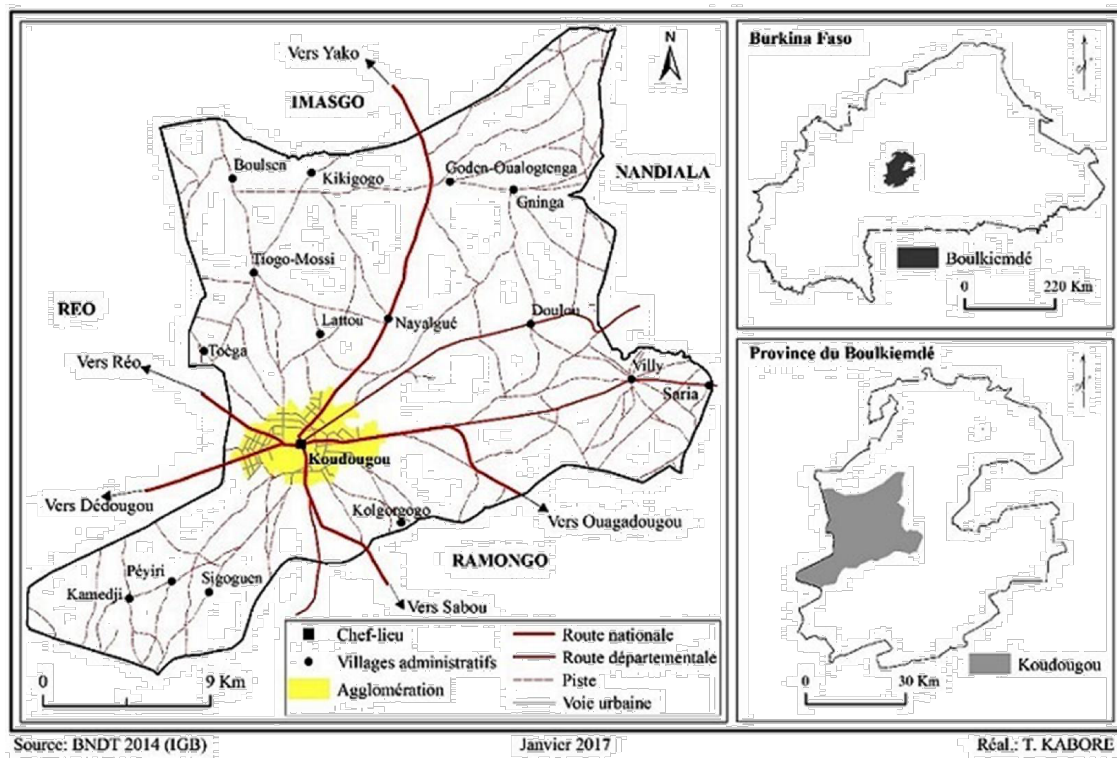 Vers Yako
N
IMASGO
Boulsen
Kikigogo
Goden-Oualogtenga
NANDIALA
Gninga
Tiogo-Mossi
REO
Lattou
Nayalgué
Doulou
Toèga
Vers Réo
Villy
Saria
Koudougou
Vers Dédougou
Kolgorgogo
Vers Ouagadougou
RAMONGO
Péyiri
Sigoguen
Kamedji
Vers Sabou
Chef-lieu
Villages administratifs
Agglomération
Route nationale
Route départementale
Piste
Voie urbaine
0 9 Km
Burkina Faso
Boulkiemdé
0 220 Km
Province du Boulkiemdé
Koudougou
0 30 Km
Source: BNDT 2014 (IGB)
Janvier 2017
Réal.: T. KABORE